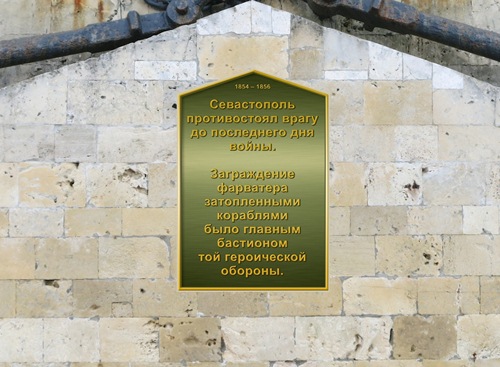 1854 – 1856
Севастополь
противостоял врагу
до последнего дня
войны.
Заграждение
фарватера
затопленными
кораблями
было главным
бастионом
той героической
обороны.